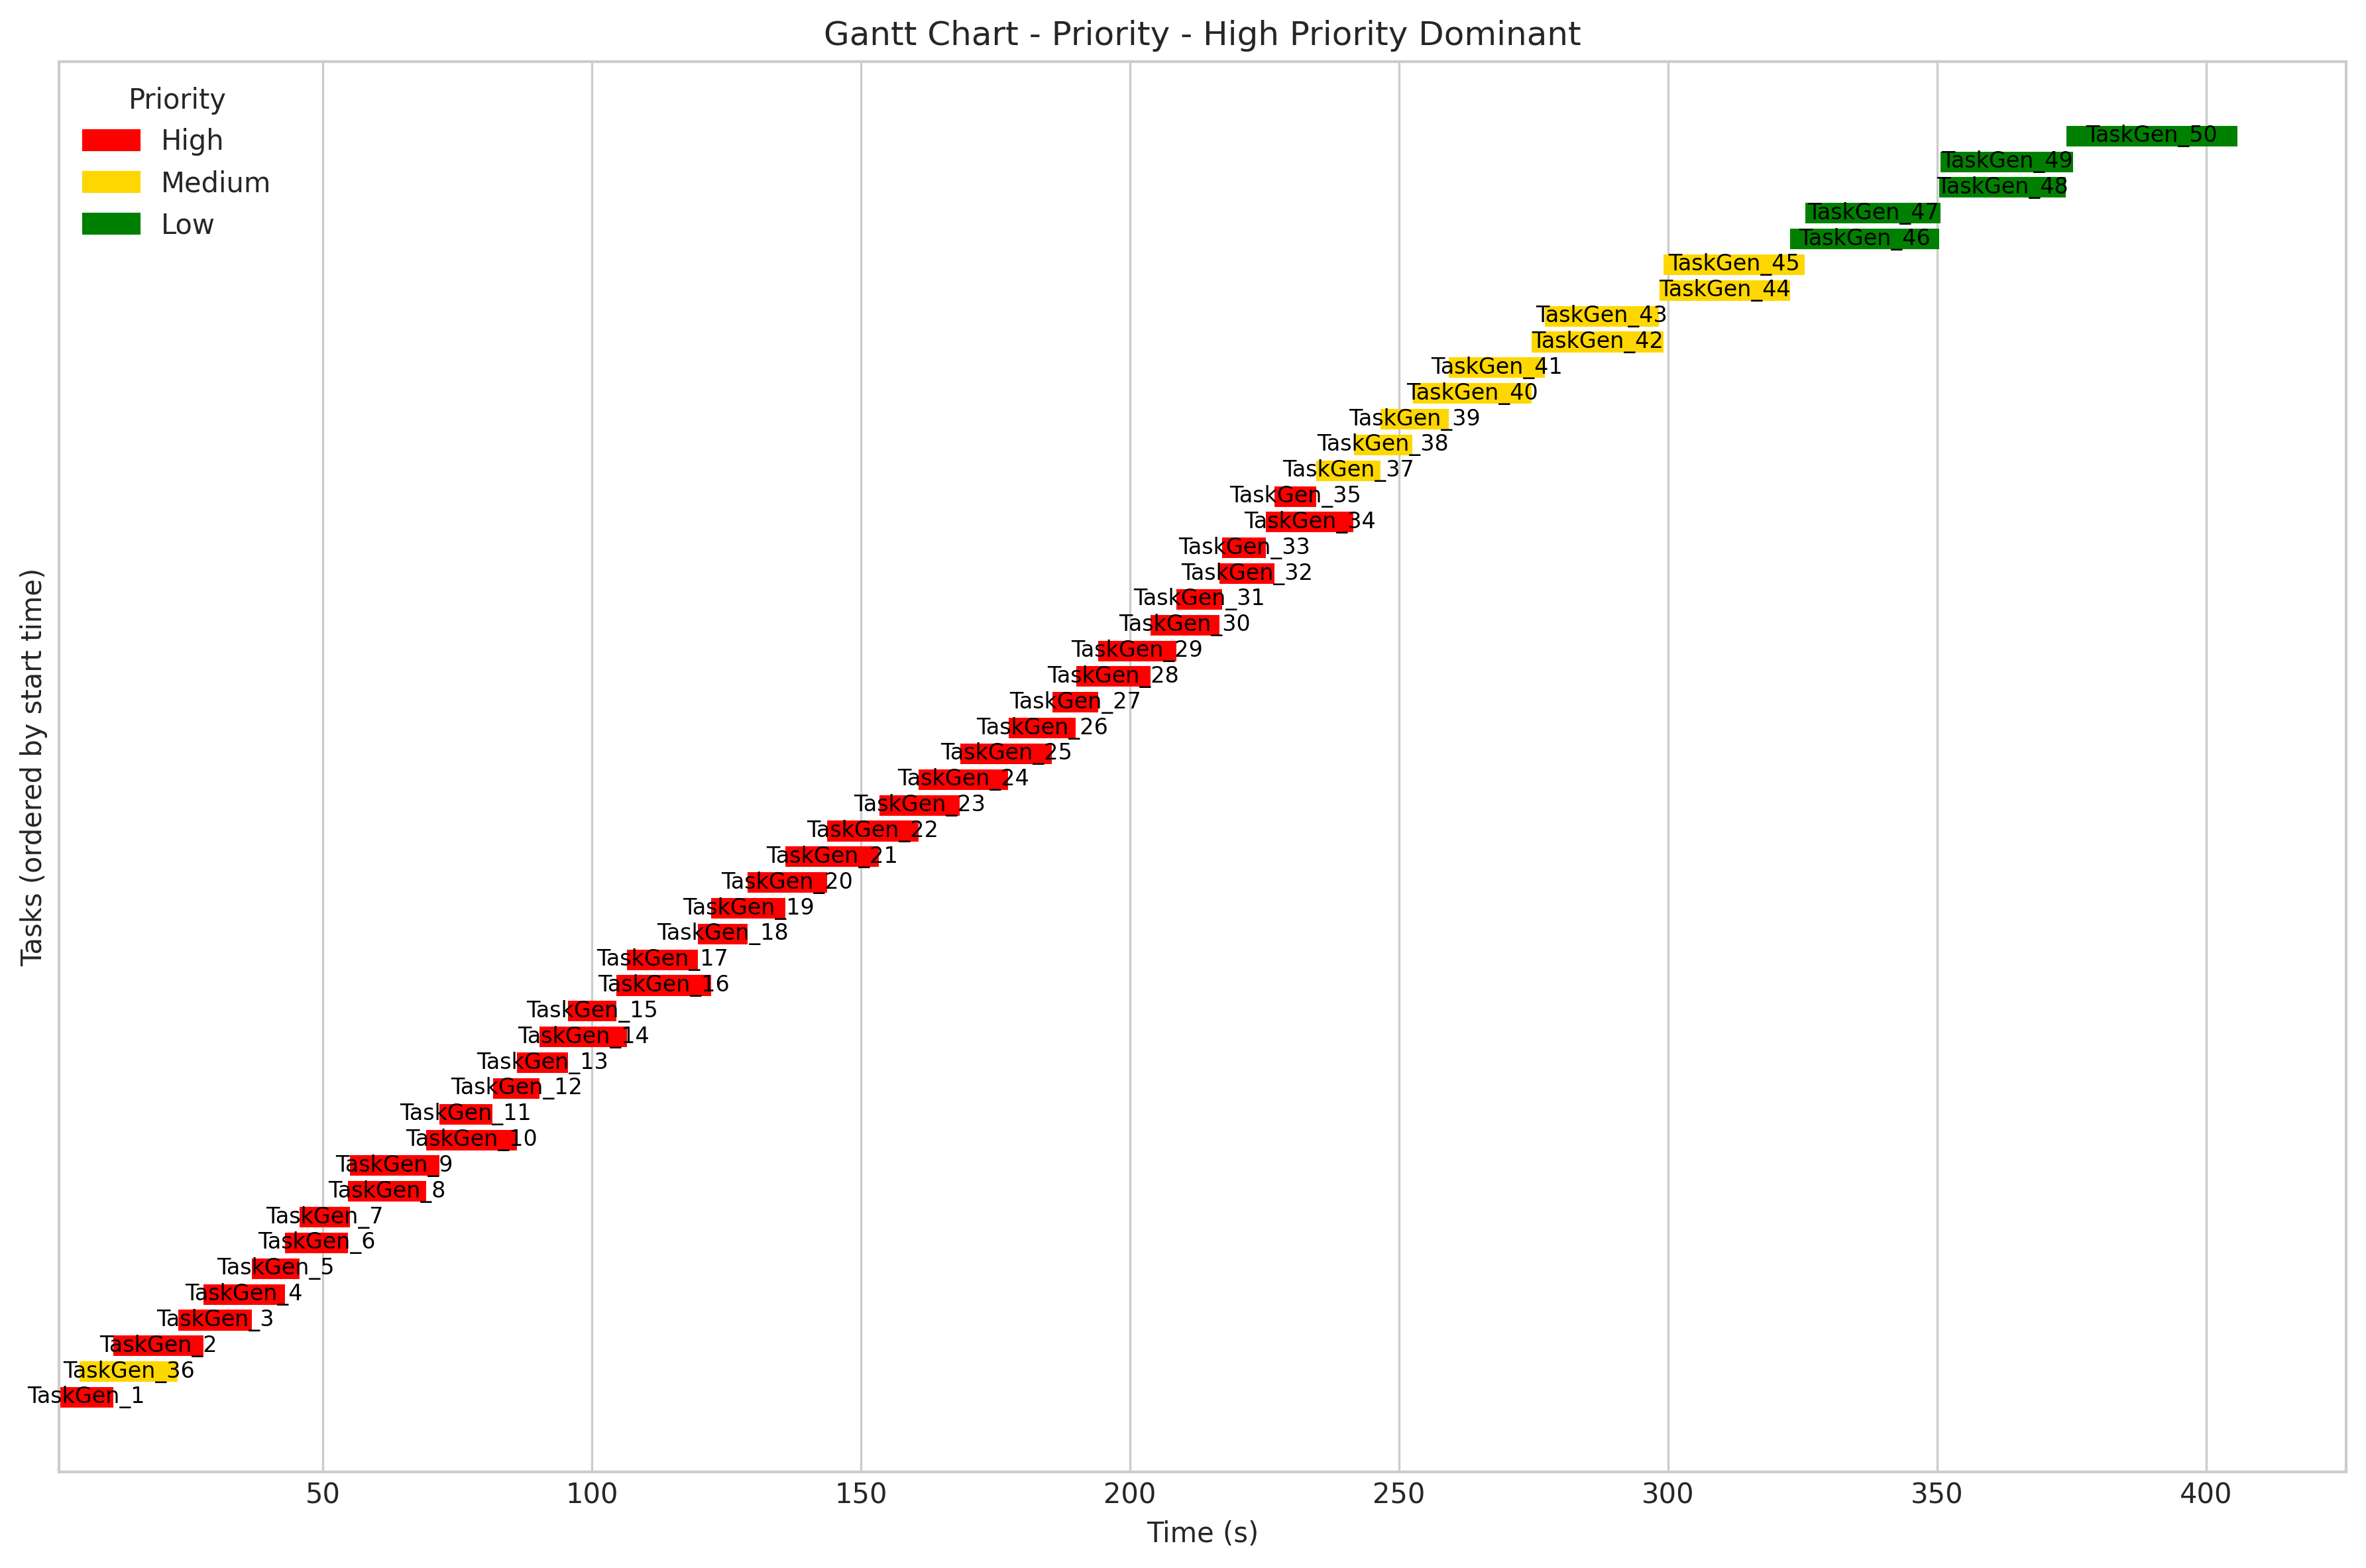 Gantt Chart - Priority - High Priority Dominant
Priority
High
Medium
Low
TaskGen_50
TaskGen_49
TaskGen_48
TaskGen_47
TaskGen_46
TaskGen_45
TaskGen_44
TaskGen_43
TaskGen_42
TaskGen_41
TaskGen_40
TaskGen_39
TaskGen_38
TaskGen_37
TaskGen_35
TaskGen_34
TaskGen_33
TaskGen_32
TaskGen_31
TaskGen_30
TaskGen_29
TaskGen_28
TaskGen_27
TaskGen_26
TaskGen_25
TaskGen_24
TaskGen_23
TaskGen_22
TaskGen_21
TaskGen_20
TaskGen_19
TaskGen_18
TaskGen_17
TaskGen_16
TaskGen_15
TaskGen_14
TaskGen_13
TaskGen_12
TaskGen_11
TaskGen_10
TaskGen_9
TaskGen_8
TaskGen_7
TaskGen_6
TaskGen_5
TaskGen_4
TaskGen_3
TaskGen_2
TaskGen_36
TaskGen_1
Tasks (ordered by start time)
50 100 150 200 250 300 350 400
Time (s)